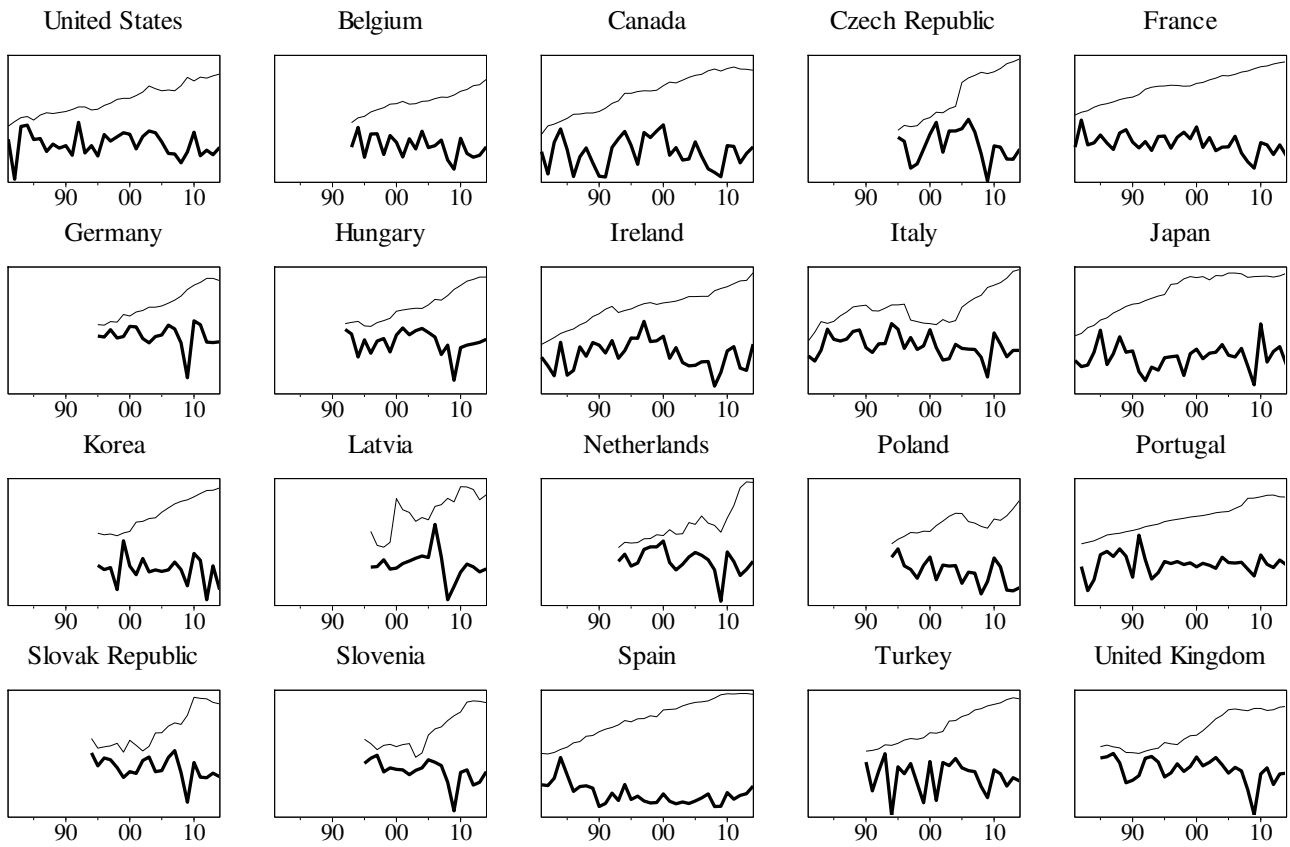 United States Belgium Canada Czech Republic France
90 00 10 90 00 10 90 00 10 90 00 10 90 00 10
Germany Hungary Ireland Italy Japan
90 00 10 90 00 10 90 00 10 90 00 10 90 00 10
Korea Latvia Netherlands Poland Portugal
90 00 10 90 00 10 90 00 10 90 00 10 90 00 10
Slovak Republic Slovenia Spain Turkey United Kingdom
90 00 10 90 00 10 90 00 10 90 00 10 90 00 10